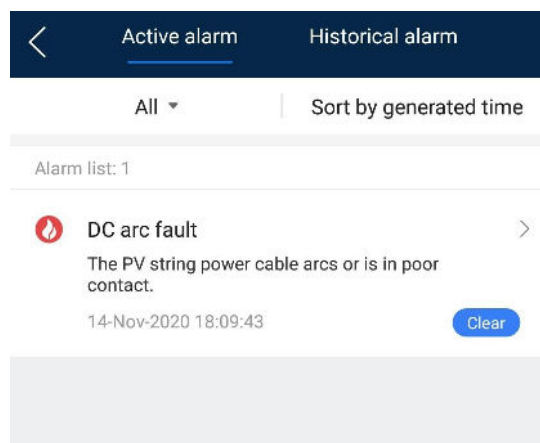 Active alarm Historical alarm
All Sort by generated time
Alarm list: 1
DC arc fault
The PV string power cable arcs or is in poor
contact.
14-Nov-2020 18:09:43 Clear